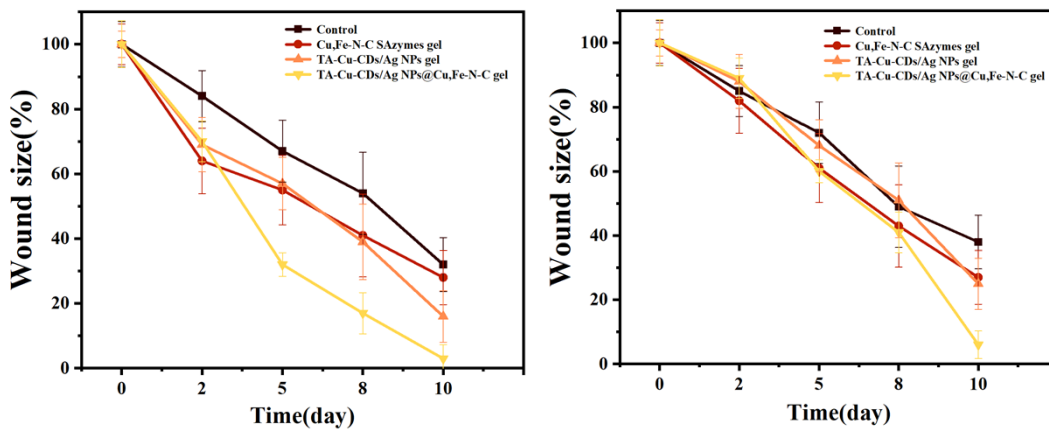 Control
Cu,Fe-N-C SAzymes gel
TA-Cu-CDs/Ag NPs gel
TA-Cu-CDs/Ag NPs@Cu,Fe-N-C gel
Wound size(%)
100
80
60
40
20
0
0 2 5 8 10
Time(day)
Control
Cu,Fe-N-C SAzymes gel
TA-Cu-CDs/Ag NPs gel
TA-Cu-CDs/Ag NPs@Cu,Fe-N-C gel
Wound size(%)
100
80
60
40
20
0
0 2 5 8 10
Time(day)